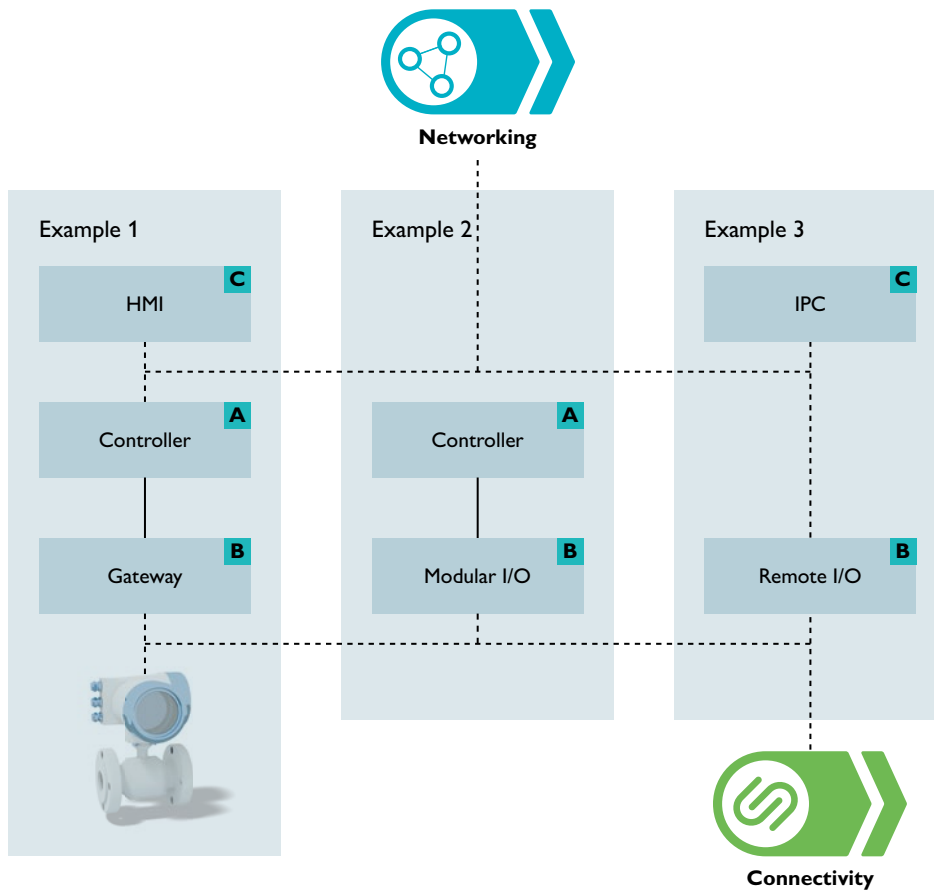 Networking
Example 1
Example 2
Example 3
C
HMI
C
IPC
A
Controller
A
Controller
B
Gateway
B
Modular I/O
B
Remote I/O
Connectivity